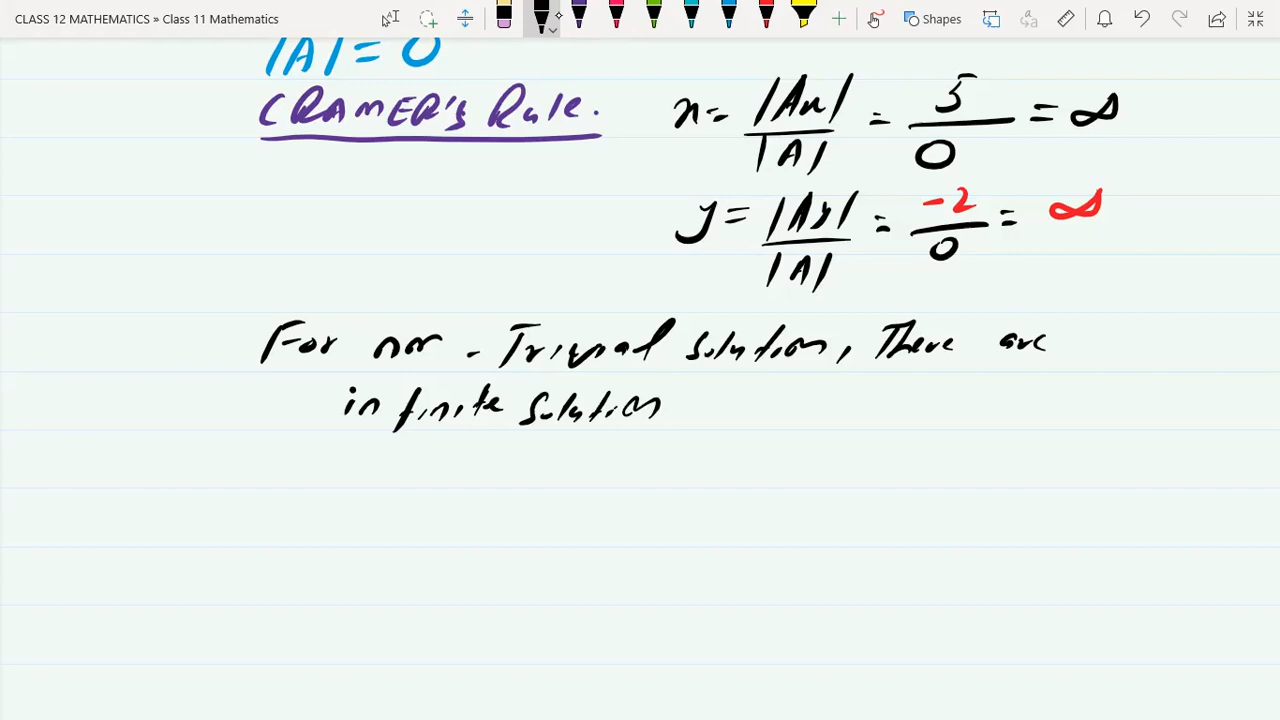 CLASS 12 MATHEMATICS » Class 11 Mathematics
Shapes
|A| = 0
CRAMER's Rule.
x = |Ax| / |A| = 5 / 0 = ∞
y = |Ay| / |A| = -2 / 0 = ∞
For non - Trivial solution, There are
infinite solution